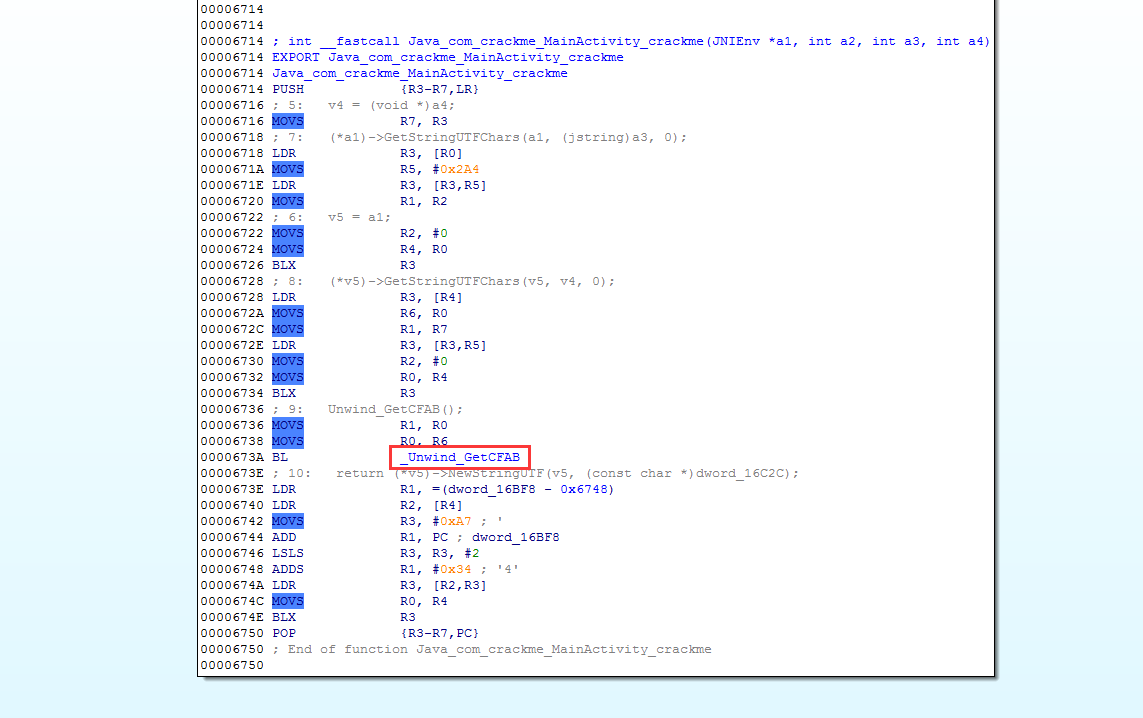 00006714
00006714
00006714 ; int __fastcall Java_com_crackme_MainActivity_crackme(JNIEnv *a1, int a2, int a3, int a4)
00006714 EXPORT Java_com_crackme_MainActivity_crackme
00006714 Java_com_crackme_MainActivity_crackme
00006714 PUSH {R3-R7,LR}
00006716 ; 5: v4 = (void *)a4;
00006716 MOVS R7, R3
00006718 ; 7: (*a1)->GetStringUTFChars(a1, (jstring)a3, 0);
00006718 LDR R3, [R0]
0000671A MOVS R5, #0x2A4
0000671E LDR R3, [R3,R5]
00006720 MOVS R1, R2
00006722 ; 6: v5 = a1;
00006722 MOVS R2, #0
00006724 MOVS R4, R0
00006726 BLX R3
00006728 ; 8: (*v5)->GetStringUTFChars(v5, v4, 0);
00006728 LDR R3, [R4]
0000672A MOVS R6, R0
0000672C MOVS R1, R7
0000672E LDR R3, [R3,R5]
00006730 MOVS R2, #0
00006732 MOVS R0, R4
00006734 BLX R3
00006736 ; 9: Unwind_GetCFAB();
00006736 MOVS R1, R0
00006738 MOVS R0, R6
0000673A BL _Unwind_GetCFAB
0000673E ; 10: return (*v5)->NewStringUTF(v5, (const char *)dword_16C2C);
0000673E LDR R1, =(dword_16BF8 - 0x6748)
00006740 LDR R2, [R4]
00006742 MOVS R3, #0xA7 ; '
00006744 ADD R1, PC ; dword_16BF8
00006746 LSLS R3, R3, #2
00006748 ADDS R1, #0x34 ; '4'
0000674A LDR R3, [R2,R3]
0000674C MOVS R0, R4
0000674E BLX R3
00006750 POP {R3-R7,PC}
00006750 ; End of function Java_com_crackme_MainActivity_crackme
00006750